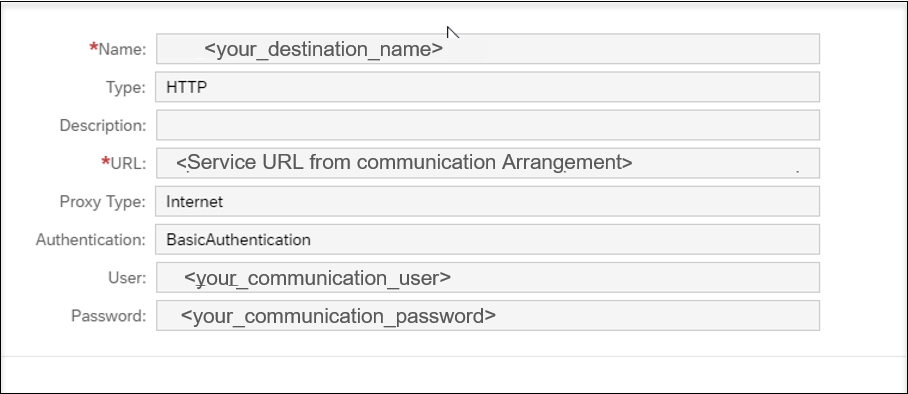 *Name: <your_destination_name>
Type: HTTP
Description:
*URL: <Service URL from communication Arrangement>
Proxy Type: Internet
Authentication: BasicAuthentication
User: <your_communication_user>
Password: <your_communication_password>